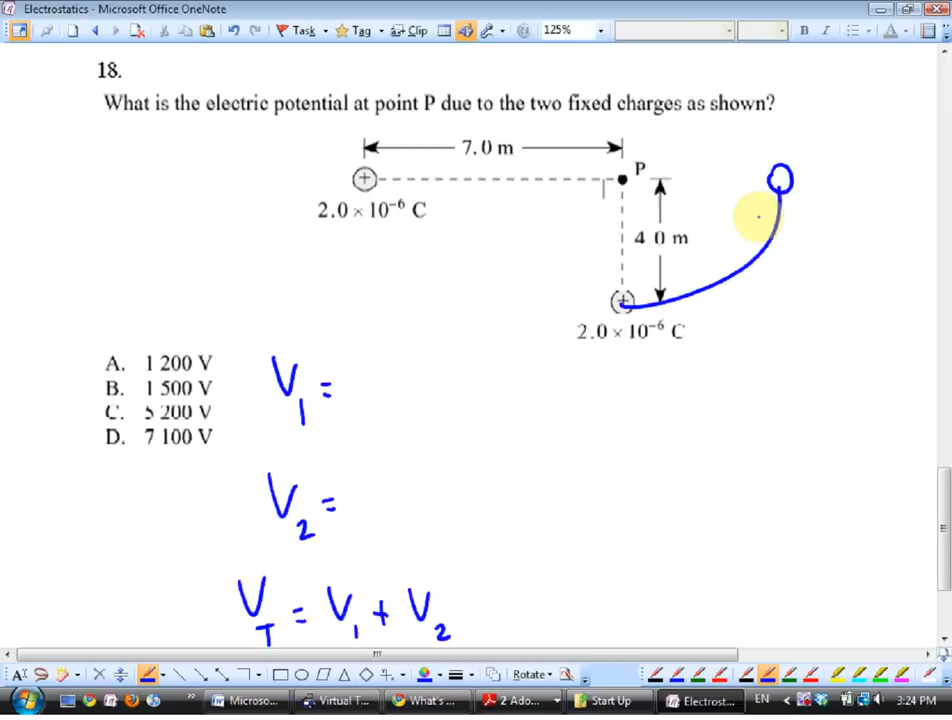 Electrostatics - Microsoft Office OneNote
Task Tag Clip 125% B I A
18.
What is the electric potential at point P due to the two fixed charges as shown?
7.0 m
+ P
2.0 × 10⁻⁶ C
4.0 m
+
2.0 × 10⁻⁶ C
A. 1 200 V
B. 1 500 V
C. 5 200 V
D. 7 100 V
V₁ =
V₂ =
V_T = V₁ + V₂
Rotate
Microso... Virtual T... What's ... 2 Ado... Start Up Electrost... EN 3:24 PM